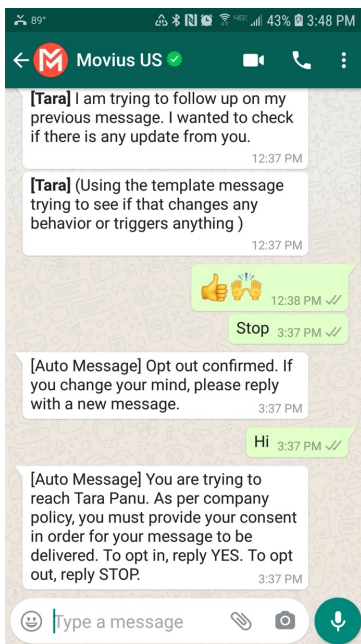 89° 4G LTE 43% 3:48 PM
Movius US
[Tara] I am trying to follow up on my
previous message. I wanted to check
if there is any update from you.
12:37 PM
[Tara] (Using the template message
trying to see if that changes any
behavior or triggers anything )
12:37 PM
👍🙌 12:38 PM
Stop 3:37 PM
[Auto Message] Opt out confirmed. If
you change your mind, please reply
with a new message.
3:37 PM
Hi 3:37 PM
[Auto Message] You are trying to
reach Tara Panu. As per company
policy, you must provide your consent
in order for your message to be
delivered. To opt in, reply YES. To opt
out, reply STOP.
3:37 PM
Type a message